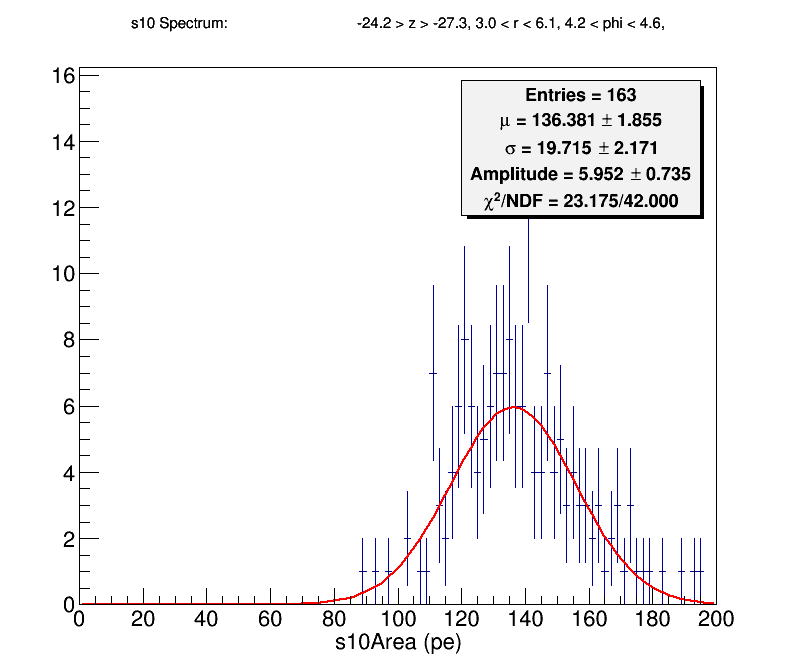 s10 Spectrum: -24.2 > z > -27.3, 3.0 < r < 6.1, 4.2 < phi < 4.6,
Entries = 163
μ = 136.381 ± 1.855
σ = 19.715 ± 2.171
Amplitude = 5.952 ± 0.735
χ²/NDF = 23.175/42.000
16
14
12
10
8
6
4
2
0
0 20 40 60 80 100 120 140 160 180 200
s10Area (pe)